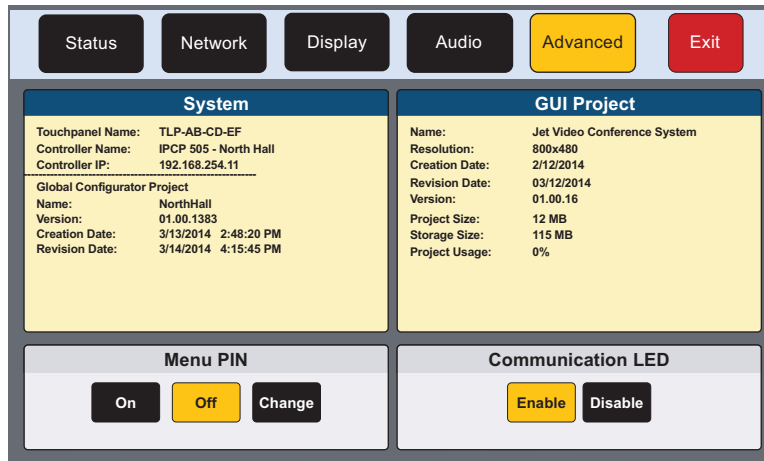 Status Network Display Audio Advanced Exit
System
Touchpanel Name: TLP-AB-CD-EF
Controller Name: IPCP 505 - North Hall
Controller IP: 192.168.254.11
Global Configurator Project
Name: NorthHall
Version: 01.00.1383
Creation Date: 3/13/2014 2:48:20 PM
Revision Date: 3/14/2014 4:15:45 PM
GUI Project
Name: Jet Video Conference System
Resolution: 800x480
Creation Date: 2/12/2014
Revision Date: 03/12/2014
Version: 01.00.16
Project Size: 12 MB
Storage Size: 115 MB
Project Usage: 0%
Menu PIN
On Off Change
Communication LED
Enable Disable